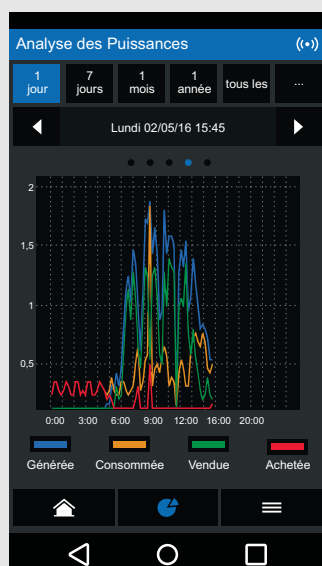 Analyse des Puissances
1 jour
7 jours
1 mois
1 année
tous les
...
Lundi 02/05/16 15:45
2
1,5
1
0,5
0:00 3:00 6:00 9:00 12:00 16:00 20:00
Générée Consommée Vendue Achetée